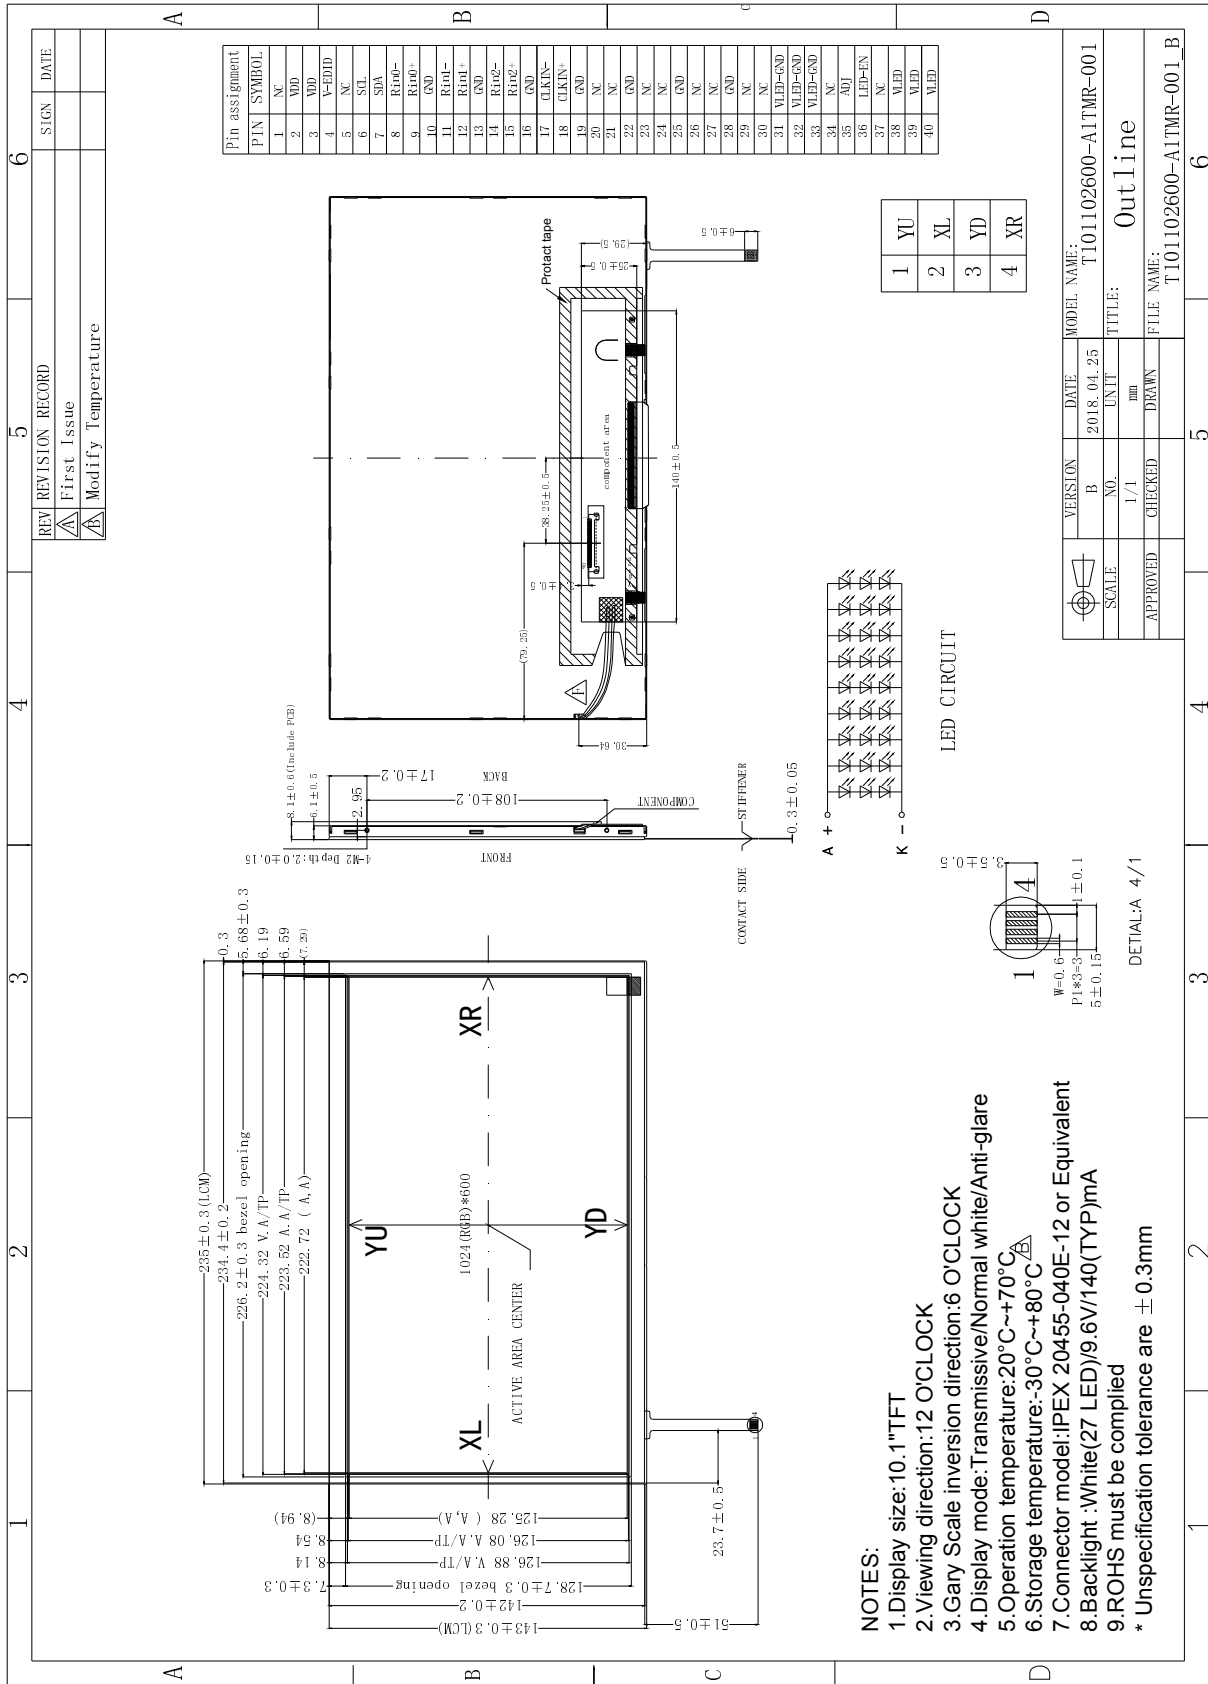 1
2
3
4
5
6
A
B
C
D
REV
REVISION RECORD
SIGN
DATE
A
First Issue
B
Modify Temperature
235±0.3(LCM)
234.4±0.2
226.2±0.3 bezel opening
224.32 V.A/TP
223.52 A.A/TP
222.72 ( A,A)
0.3
5.68±0.3
6.19
6.59
(7.29)
143±0.3(LCM)
142±0.2
128.7±0.3 bezel opening
126.88 V.A/TP
126.08 A.A/TP
125.28 ( A,A)
7.3±0.3
8.14
8.54
(8.94)
YU
XL
XR
YD
1024(RGB)*600
ACTIVE AREA CENTER
23.7±0.5
51±0.5
4-M2 Depth:2.0±0.15
8.1±0.6(Include PCB)
6.1±0.5
2.95
17±0.2
108±0.2
FRONT
BACK
COMPONENT
CONTACT SIDE
STIFFENER
0.3±0.05
(79.25)
38.25±0.5
30.64
F
component area
140±0.5
Protact tape
25±0.5
(29.5)
6±0.5
Pin assignment
PIN SYMBOL
1 NC
2 VDD
3 VDD
4 V-EDID
5 NC
6 SCL
7 SDA
8 Rin0-
9 Rin0+
10 GND
11 Rin1-
12 Rin1+
13 GND
14 Rin2-
15 Rin2+
16 GND
17 CLKIN-
18 CLKIN+
19 GND
20 NC
21 NC
22 GND
23 NC
24 NC
25 GND
26 NC
27 NC
28 GND
29 NC
30 NC
31 VLED-GND
32 VLED-GND
33 VLED-GND
34 NC
35 ADJ
36 LED-EN
37 NC
38 VLED
39 VLED
40 VLED
1 YU
2 XL
3 YD
4 XR
A +
K -
LED CIRCUIT
1
4
3.5±0.5
W=0.6
P1*3=3
5±0.15
1±0.1
DETIAL:A 4/1
NOTES:
1.Display size:10.1"TFT
2.Viewing direction:12 O'CLOCK
3.Gary Scale inversion direction:6 O'CLOCK
4.Display mode:Transmissive/Normal white/Anti-glare
5.Operation temperature:20°C~+70°C
6.Storage temperature:-30°C~+80°C B
7.Connector model:IPEX 20455-040E-12 or Equivalent
8.Backlight :White(27 LED)/9.6V/140(TYP)mA
9.ROHS must be complied
* Unspecification tolerance are ±0.3mm
VERSION
B
DATE
2018.04.25
MODEL NAME:
T101102600-A1TMR-001
SCALE
NO.
1/1
UNIT
mm
TITLE:
Outline
APPROVED
CHECKED
DRAWN
FILE NAME:
T101102600-A1TMR-001_B
A
B
C
D
1
2
3
4
5
6